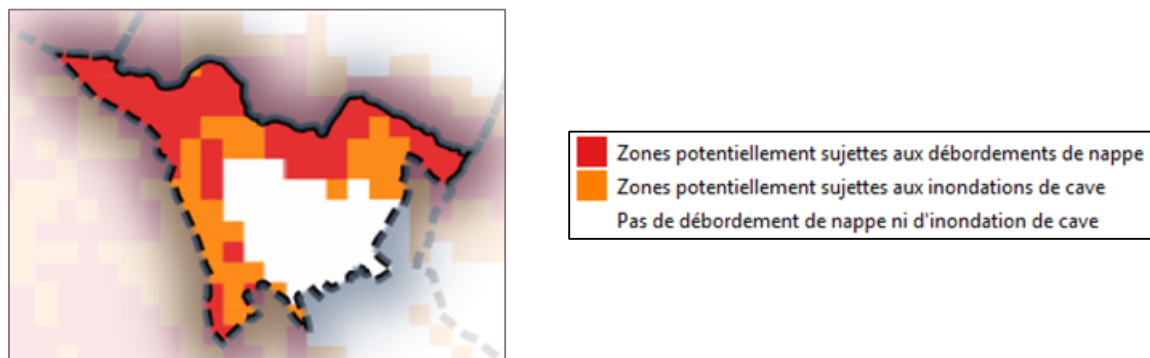 Zones potentiellement sujettes aux débordements de nappe
Zones potentiellement sujettes aux inondations de cave
Pas de débordement de nappe ni d'inondation de cave